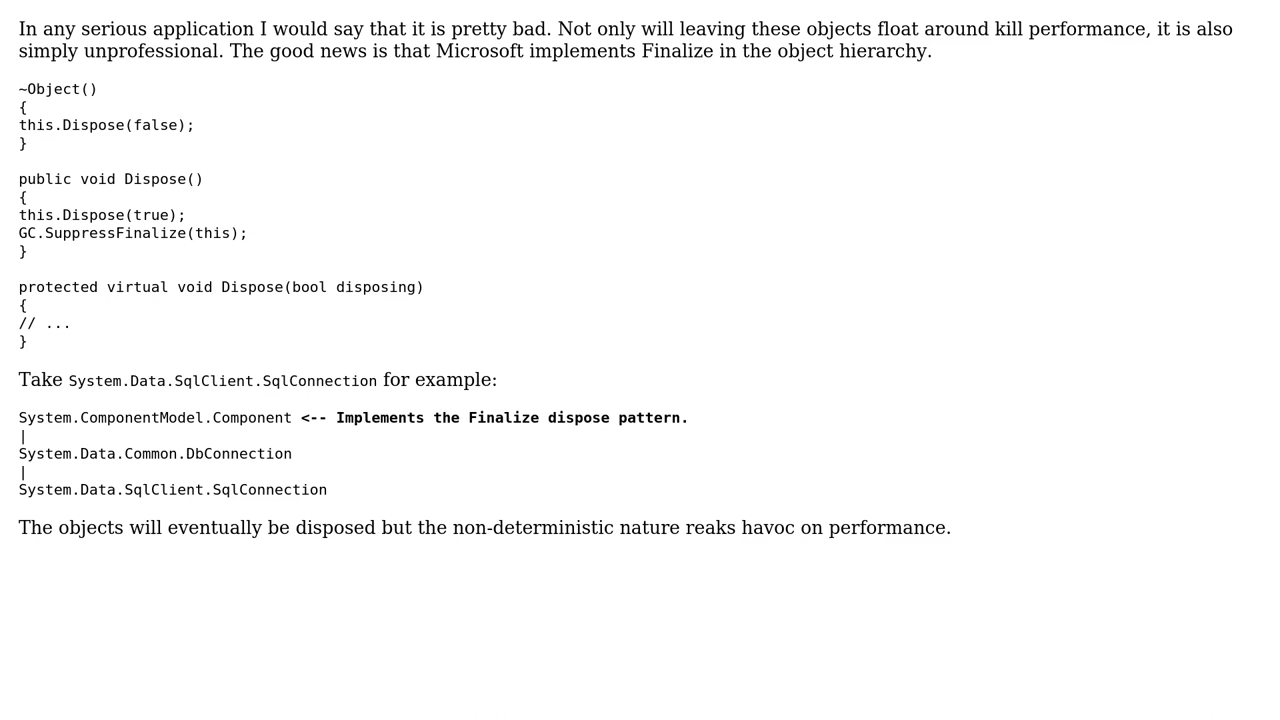 In any serious application I would say that it is pretty bad. Not only will leaving these objects float around kill performance, it is also
simply unprofessional. The good news is that Microsoft implements Finalize in the object hierarchy.
~Object()
{
this.Dispose(false);
}
public void Dispose()
{
this.Dispose(true);
GC.SuppressFinalize(this);
}
protected virtual void Dispose(bool disposing)
{
// ...
}
Take System.Data.SqlClient.SqlConnection for example:
System.ComponentModel.Component <-- Implements the Finalize dispose pattern.
|
System.Data.Common.DbConnection
|
System.Data.SqlClient.SqlConnection
The objects will eventually be disposed but the non-deterministic nature reaks havoc on performance.